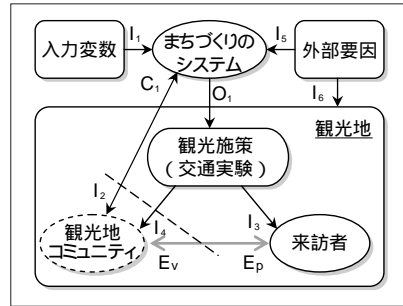 入力変数
I1
まちづくりの
システム
I5
外部要因
C1
O1
I6
観光地
観光施策
(交通実験)
I2
I4
I3
観光地
コミュニティ
Ev
Ep
来訪者